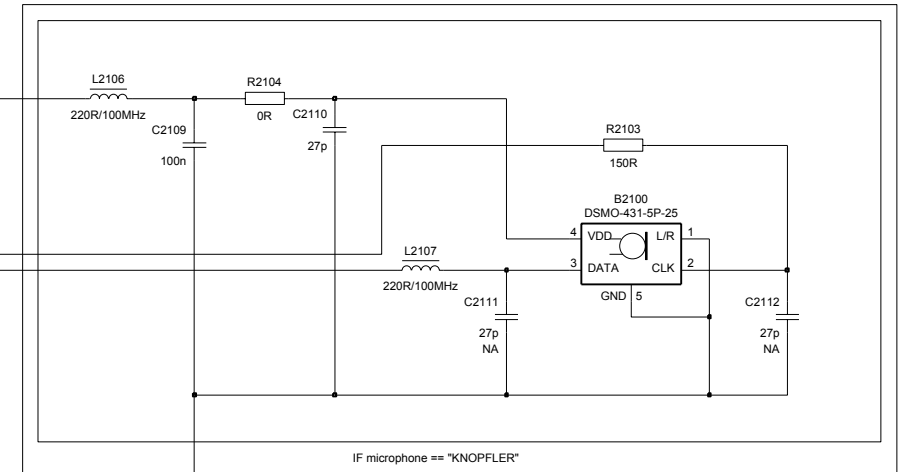 L2106
220R/100MHz
C2109
100n
R2104
0R
C2110
27p
R2103
150R
B2100
DSMO-431-5P-25
4 VDD L/R 1
3 DATA CLK 2
GND 5
L2107
220R/100MHz
C2111
27p
NA
C2112
27p
NA
IF microphone == "KNOPFLER"